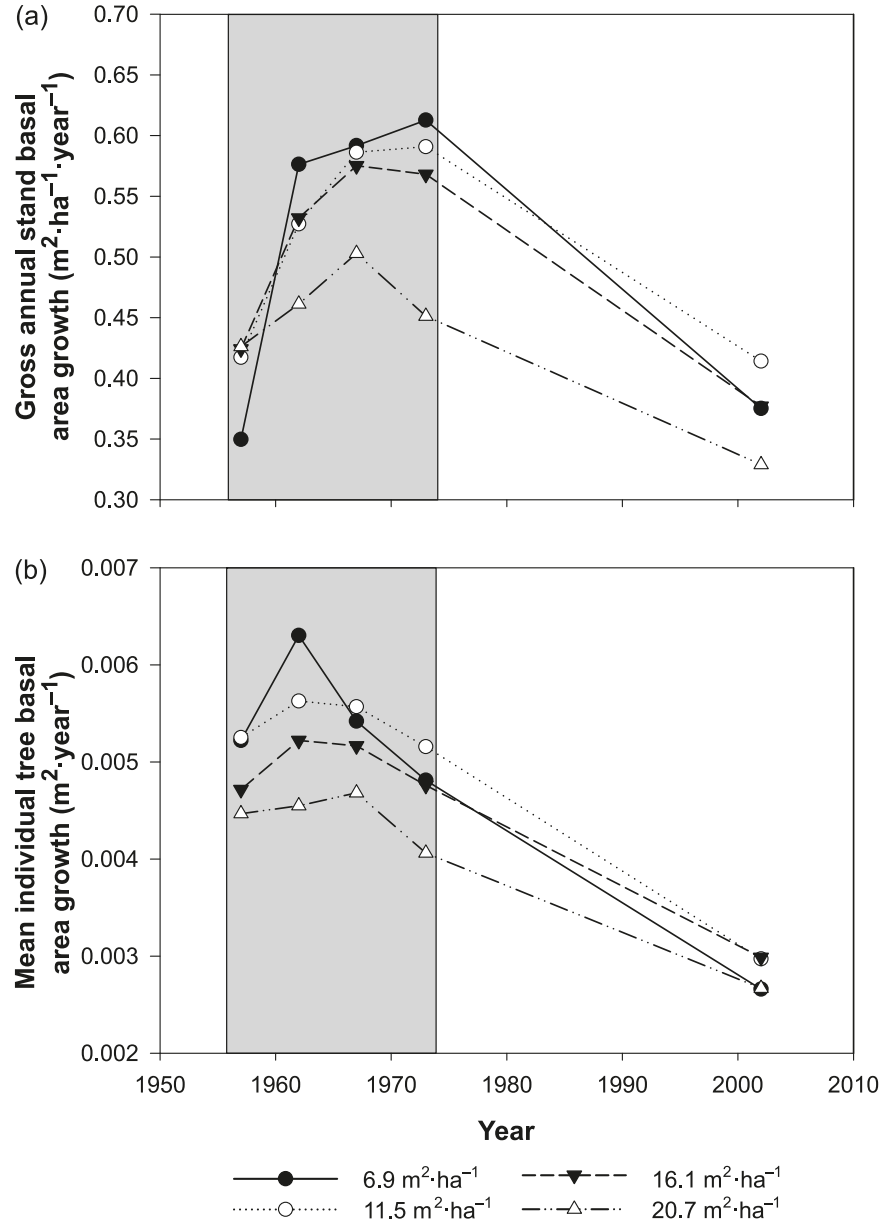 (a)
Gross annual stand basal
area growth (m²·ha⁻¹·year⁻¹)
0.70
0.65
0.60
0.55
0.50
0.45
0.40
0.35
0.30
(b)
Mean individual tree basal
area growth (m²·year⁻¹)
0.007
0.006
0.005
0.004
0.003
0.002
1950 1960 1970 1980 1990 2000 2010
Year
6.9 m²·ha⁻¹ 16.1 m²·ha⁻¹
11.5 m²·ha⁻¹ 20.7 m²·ha⁻¹